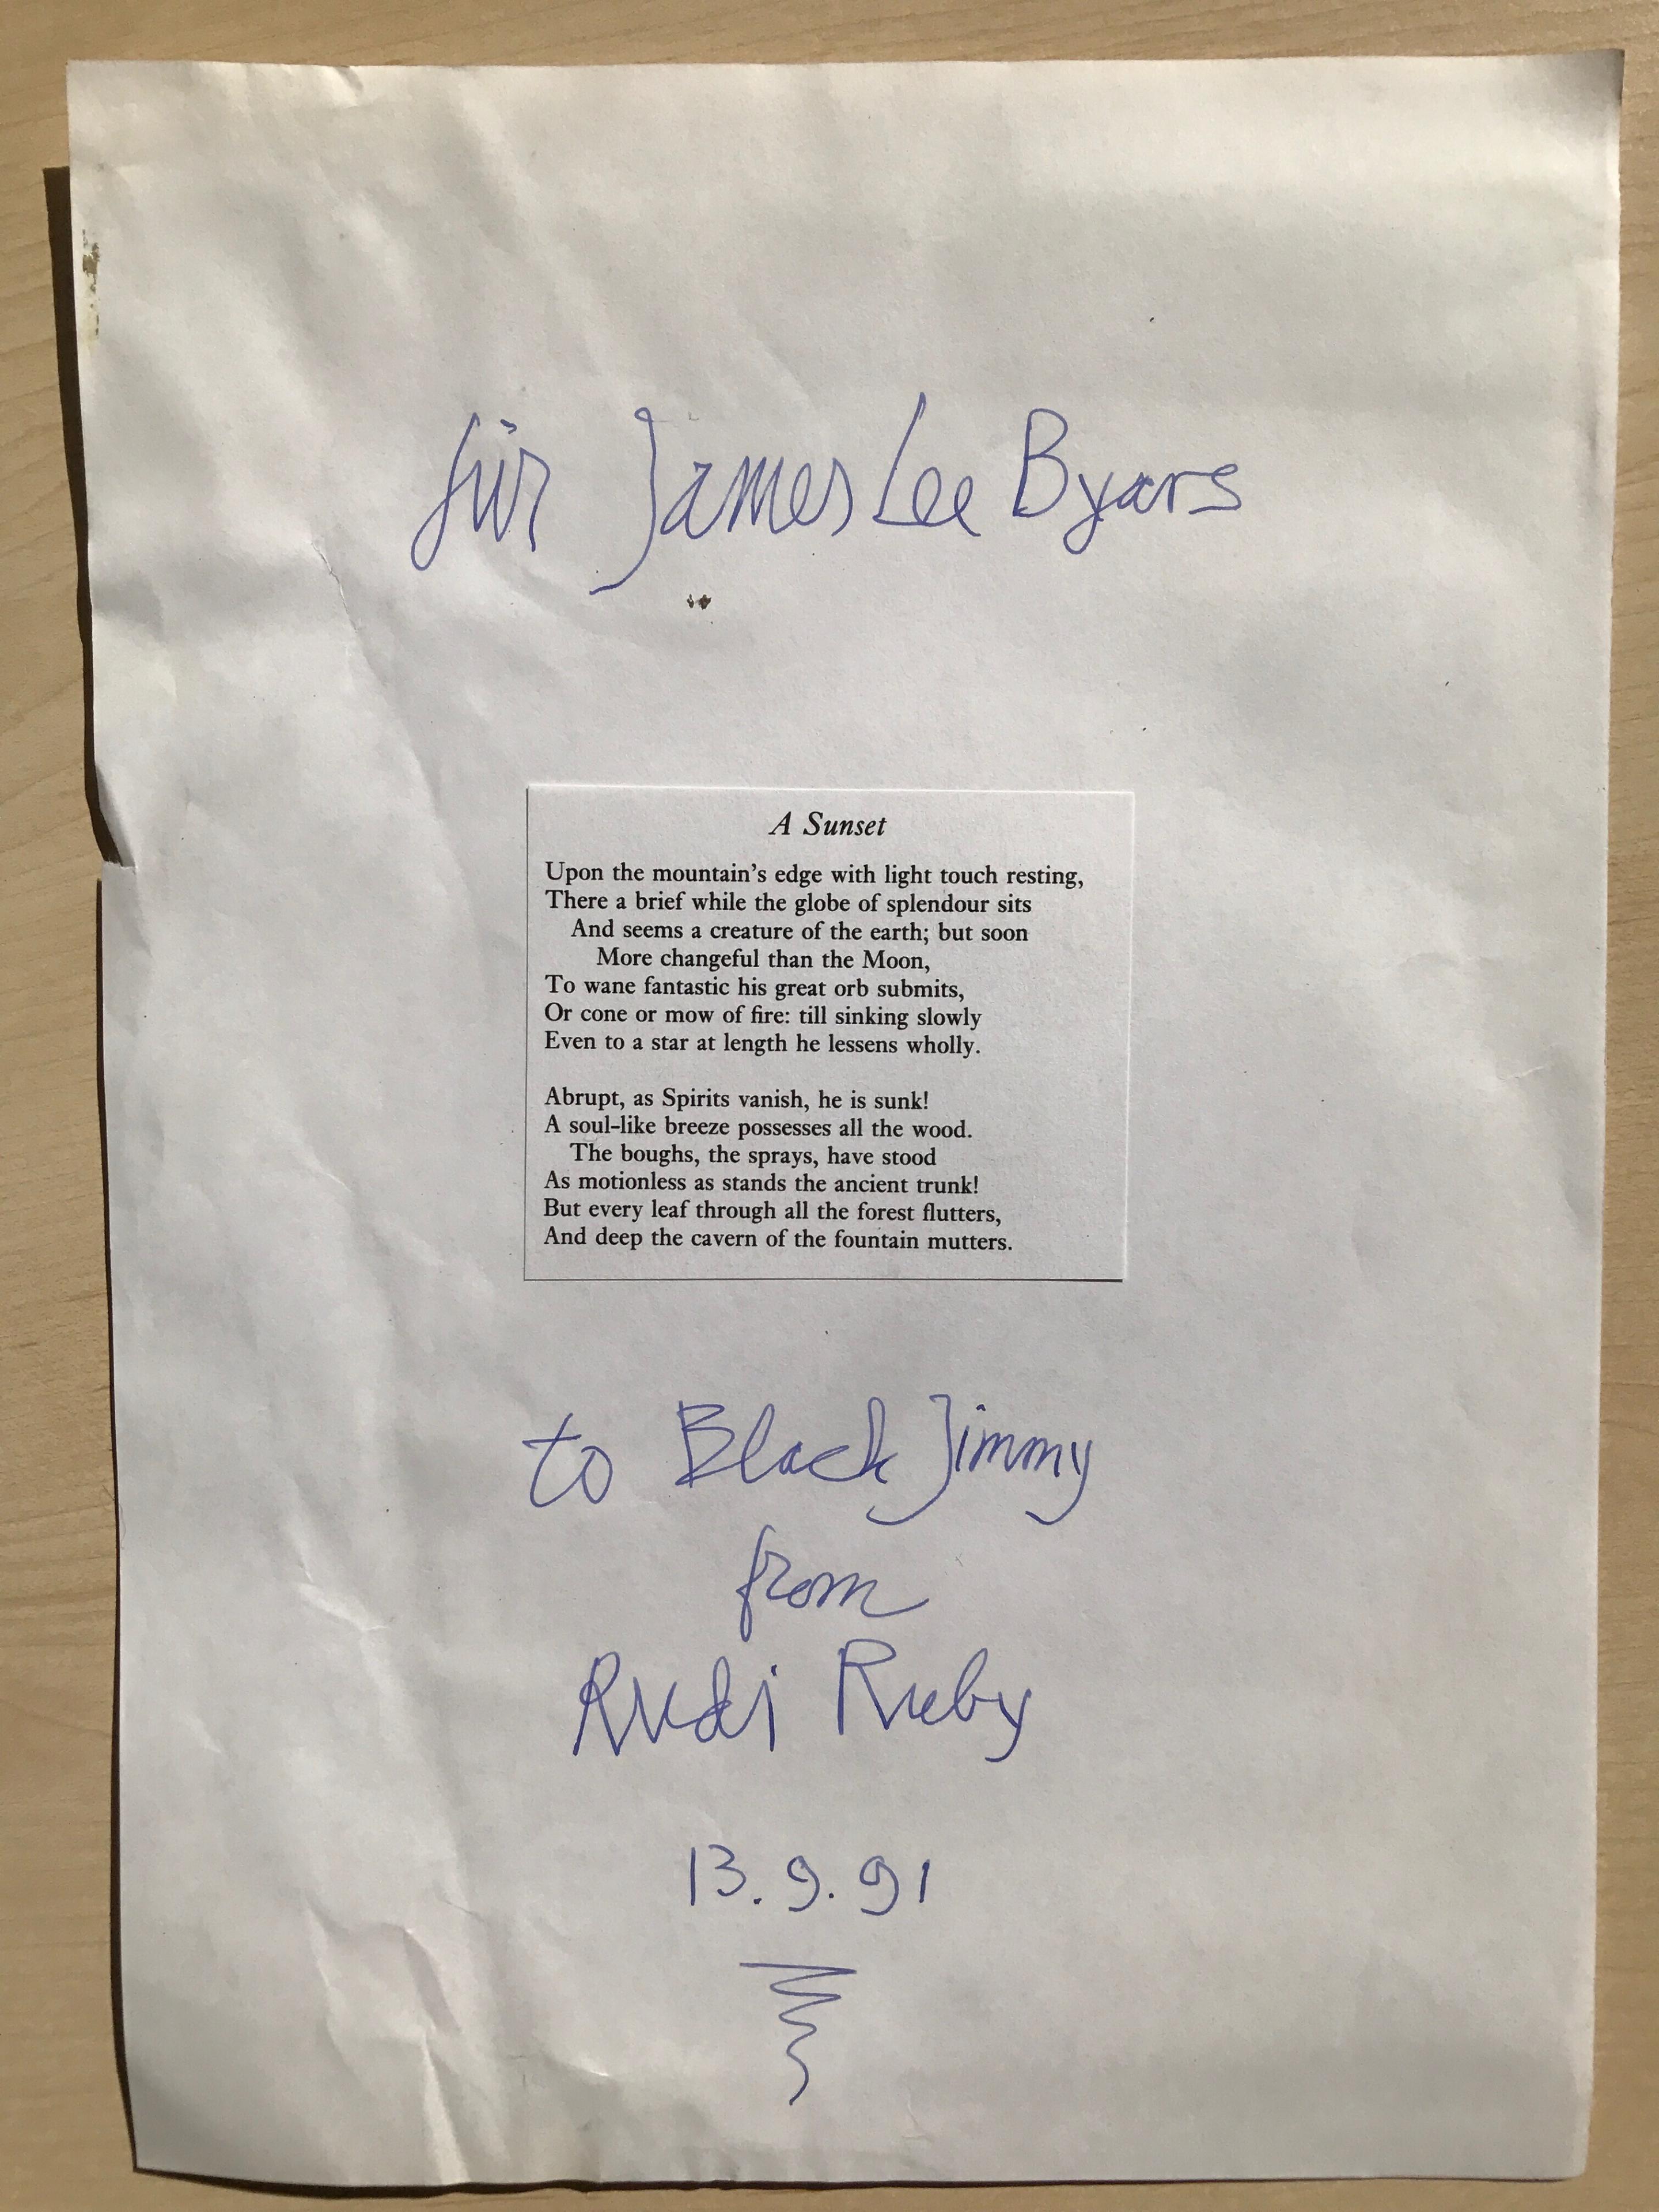 für James Lee Byars
A Sunset
Upon the mountain's edge with light touch resting,
There a brief while the globe of splendour sits
And seems a creature of the earth; but soon
More changeful than the Moon,
To wane fantastic his great orb submits,
Or cone or mow of fire: till sinking slowly
Even to a star at length he lessens wholly.
Abrupt, as Spirits vanish, he is sunk!
A soul-like breeze possesses all the wood.
The boughs, the sprays, have stood
As motionless as stands the ancient trunk!
But every leaf through all the forest flutters,
And deep the cavern of the fountain mutters.
to Black Jimmy
from
Rudi Ruby
13.9.91